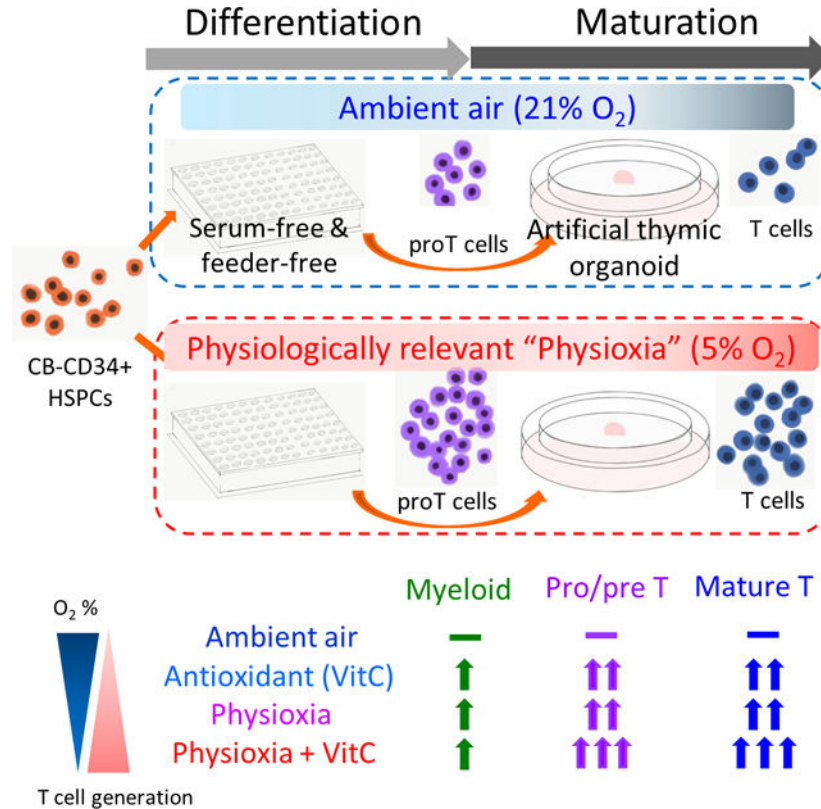 Differentiation
Maturation
Ambient air (21% O₂)
Serum-free &
feeder-free
proT cells
Artificial thymic
organoid
T cells
CB-CD34+
HSPCs
Physiologically relevant “Physioxia” (5% O₂)
proT cells
T cells
Myeloid
Pro/pre T
Mature T
O₂ %
Ambient air
Antioxidant (VitC)
Physioxia
Physioxia + VitC
T cell generation